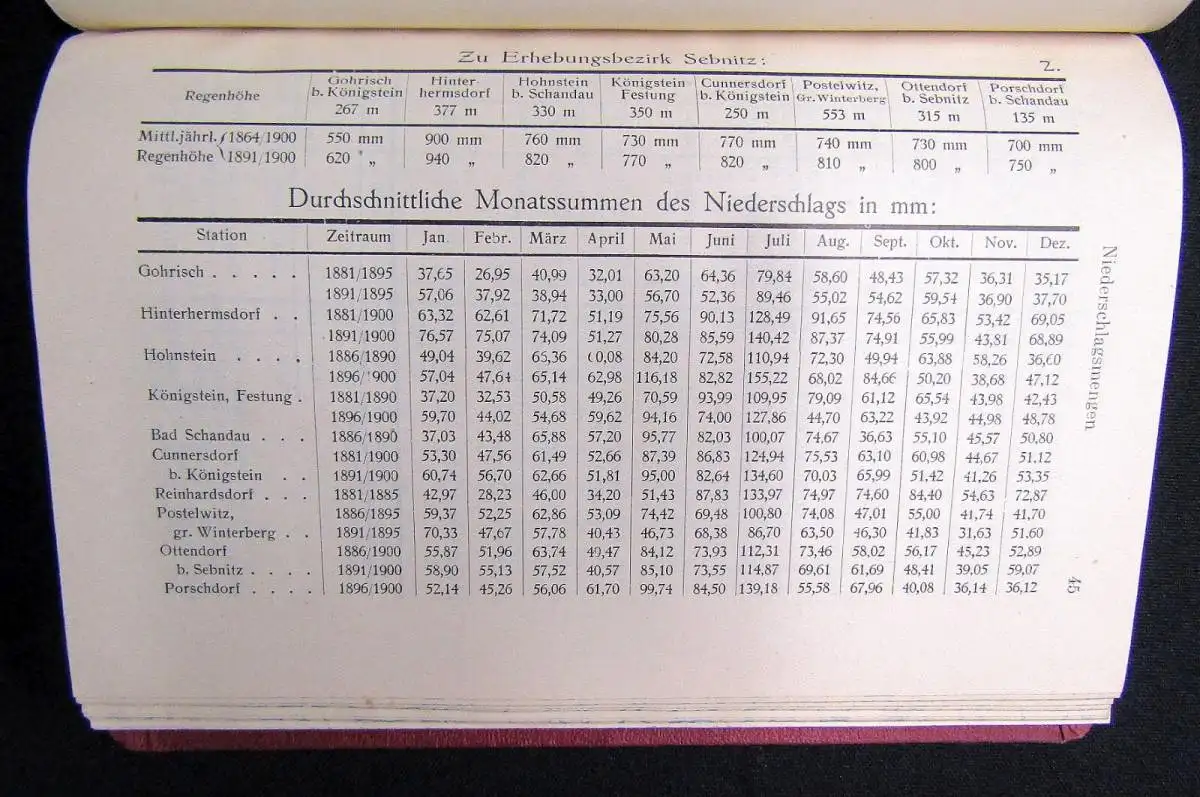 Zu Erhebungsbezirk Sebnitz: 2.
Regenhöhe Gohrisch b. Königstein 267 m Hinter- hermsdorf 377 m Hohnstein b. Schandau 330 m Königstein Festung 350 m Cunnersdorf b. Königstein 250 m Postelwitz, Gr. Winterberg 553 m Ottendorf b. Sebnitz 315 m Porschdorf b. Schandau 135 m
Mittl. jährl. 1864/1900 550 mm 900 mm 760 mm 730 mm 770 mm 740 mm 730 mm 700 mm
Regenhöhe 1891/1900 620 „ 940 „ 820 „ 770 „ 820 „ 810 „ 800 „ 750 „
Durchschnittliche Monatssummen des Niederschlags in mm:
Station Zeitraum Jan. Febr. März April Mai Juni Juli Aug. Sept. Okt. Nov. Dez.
Gohrisch . . . . . 1881/1895 37,65 26,95 40,99 32,01 63,20 64,36 79,84 58,60 48,43 57,32 36,31 35,17
1891/1895 57,06 37,92 38,94 33,00 56,70 52,36 89,46 55,02 54,62 59,54 36,90 37,70
Hinterhermsdorf . . 1881/1900 63,32 62,61 71,72 51,19 75,56 90,13 128,49 91,65 74,56 65,83 53,42 69,05
1891/1900 76,57 75,07 74,09 51,27 80,28 85,59 140,42 87,37 74,91 55,99 43,81 68,89
Hohnstein . . . . 1886/1890 49,04 39,62 65,36 0,08 84,20 72,58 110,94 72,30 49,94 63,88 58,26 36,60
1896/1900 57,04 47,64 65,14 62,98 116,18 82,82 155,22 68,02 84,66 50,20 38,68 47,12
Königstein, Festung . 1881/1890 37,20 32,53 50,58 49,26 70,59 93,99 109,95 79,09 61,12 65,54 43,98 42,43
1896/1900 59,70 44,02 54,68 59,62 94,16 74,00 127,86 44,70 63,22 43,92 44,98 48,78
Bad Schandau . . . 1886/1890 37,03 43,48 65,88 57,20 95,77 82,03 100,07 74,67 36,63 55,10 45,57 50,80
Cunnersdorf 1881/1900 53,30 47,56 61,49 52,66 87,39 86,83 124,94 75,53 63,10 60,98 44,67 51,12
b. Königstein . . 1891/1900 60,74 56,70 62,66 51,81 95,00 82,64 134,60 70,03 65,99 51,42 41,26 53,35
Reinhardsdorf . . . 1881/1885 42,97 28,23 46,00 34,20 51,43 87,83 133,97 74,97 74,60 84,40 54,63 72,87
Postelwitz, 1886/1895 59,37 52,25 62,86 53,09 74,42 69,48 100,80 74,08 47,01 55,00 41,74 41,70
gr. Winterberg . . 1891/1895 70,33 47,67 57,78 40,43 46,73 68,38 86,70 63,50 46,30 41,83 31,63 51.60
Ottendorf 1886/1900 55,87 51,96 63,74 49,47 84,12 73,93 112,31 73,46 58,02 56,17 45,23 52,89
b. Sebnitz . . . . 1891/1900 58,90 55,13 57,52 40,57 85,10 73,55 114,87 69,61 61,69 48,41 39,05 59,07
Porschdorf . . . . 1896/1900 52,14 45,26 56,06 61,70 99,74 84,50 139,18 55,58 67,96 40,08 36,14 36,12
Niederschlagsmengen
45